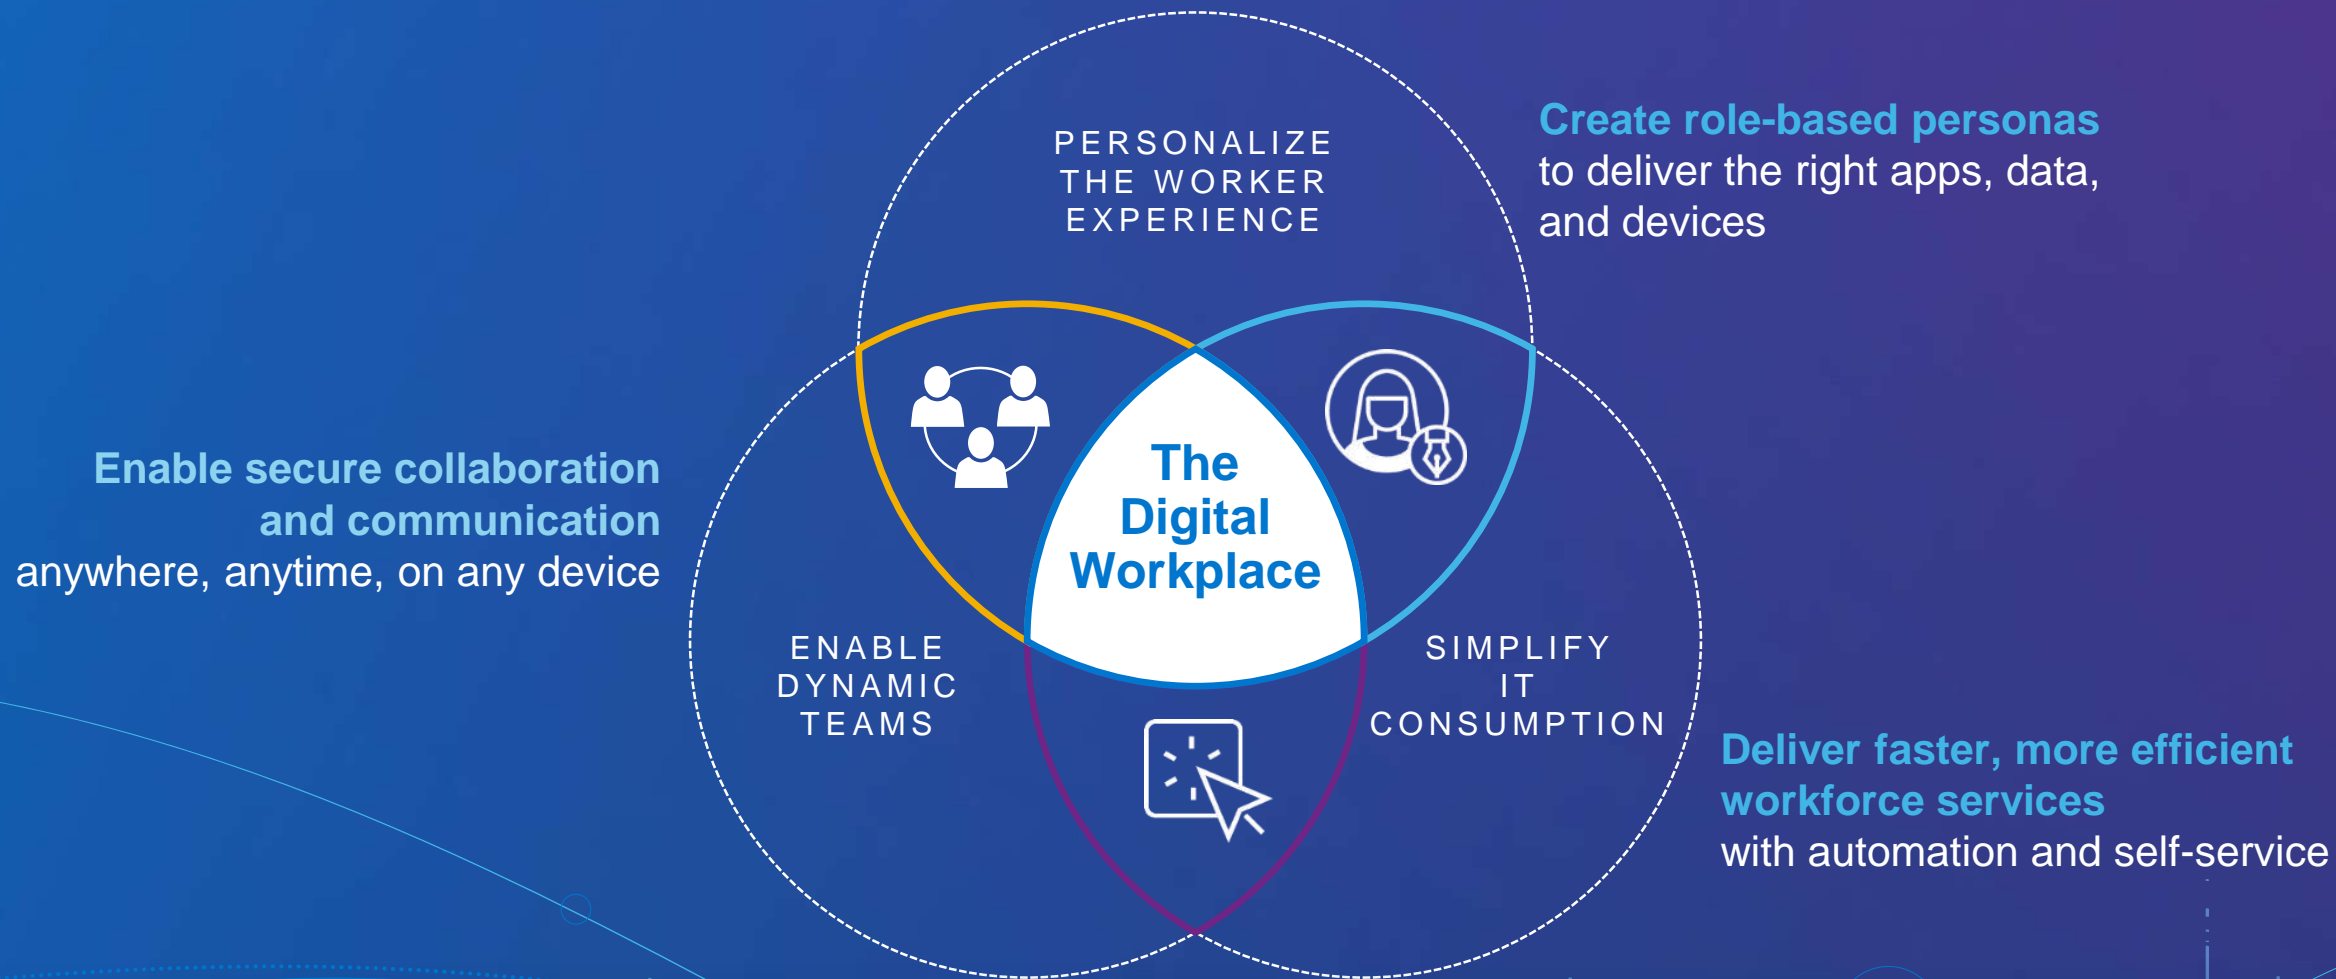 PERSONALIZE
THE WORKER
EXPERIENCE
Create role-based personas
to deliver the right apps, data,
and devices
Enable secure collaboration
and communication
anywhere, anytime, on any device
The
Digital
Workplace
ENABLE
DYNAMIC
TEAMS
SIMPLIFY
IT
CONSUMPTION
Deliver faster, more efficient
workforce services
with automation and self-service